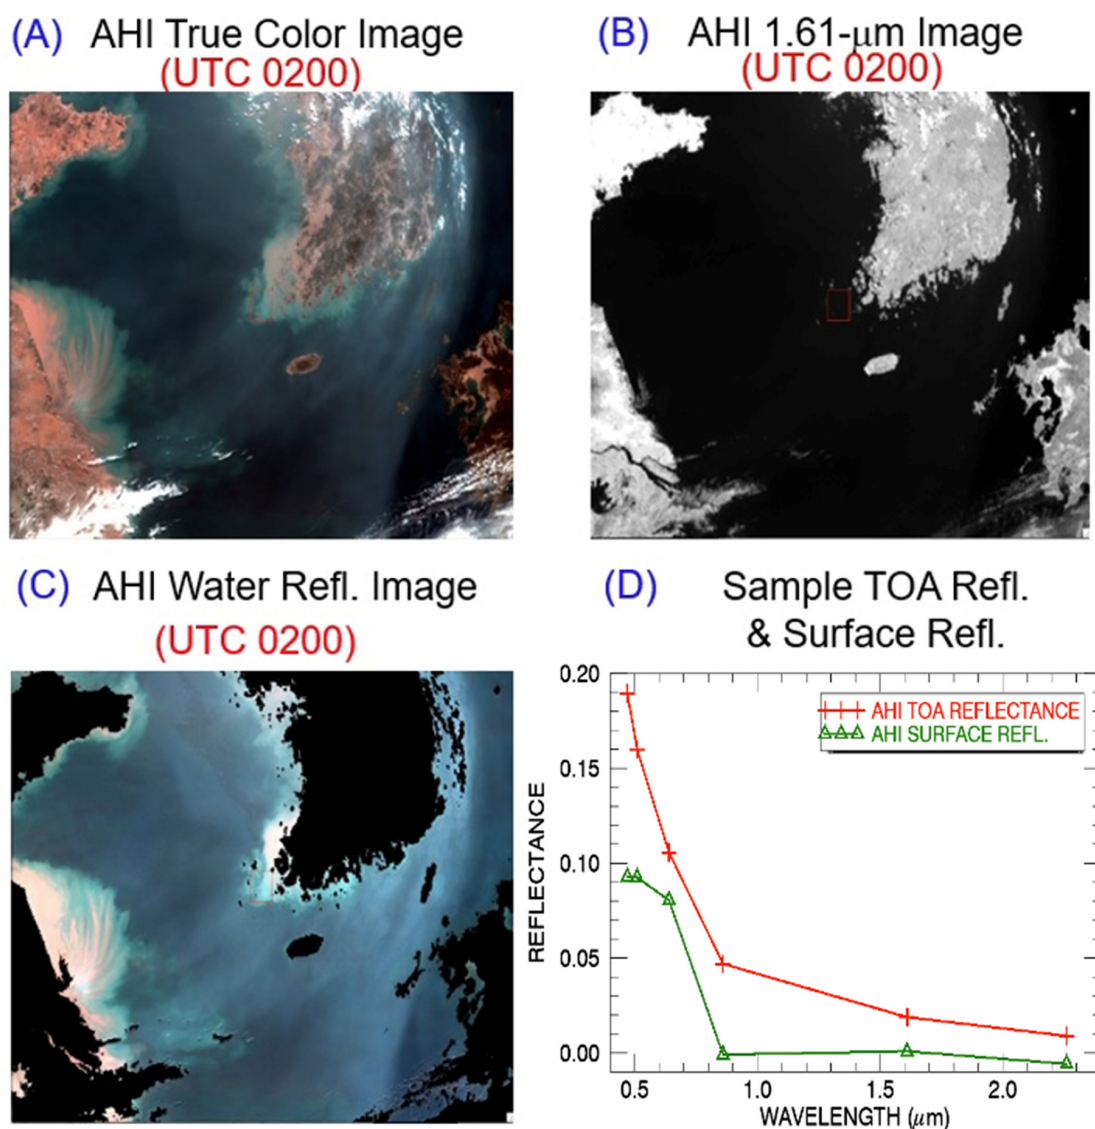 (A) AHI True Color Image
(UTC 0200)
(B) AHI 1.61-μm Image
(UTC 0200)
(C) AHI Water Refl. Image
(UTC 0200)
(D) Sample TOA Refl.
& Surface Refl.
0.20
0.15
0.10
0.05
0.00
REFLECTANCE
AHI TOA REFLECTANCE
AHI SURFACE REFL.
0.5 1.0 1.5 2.0
WAVELENGTH (μm)